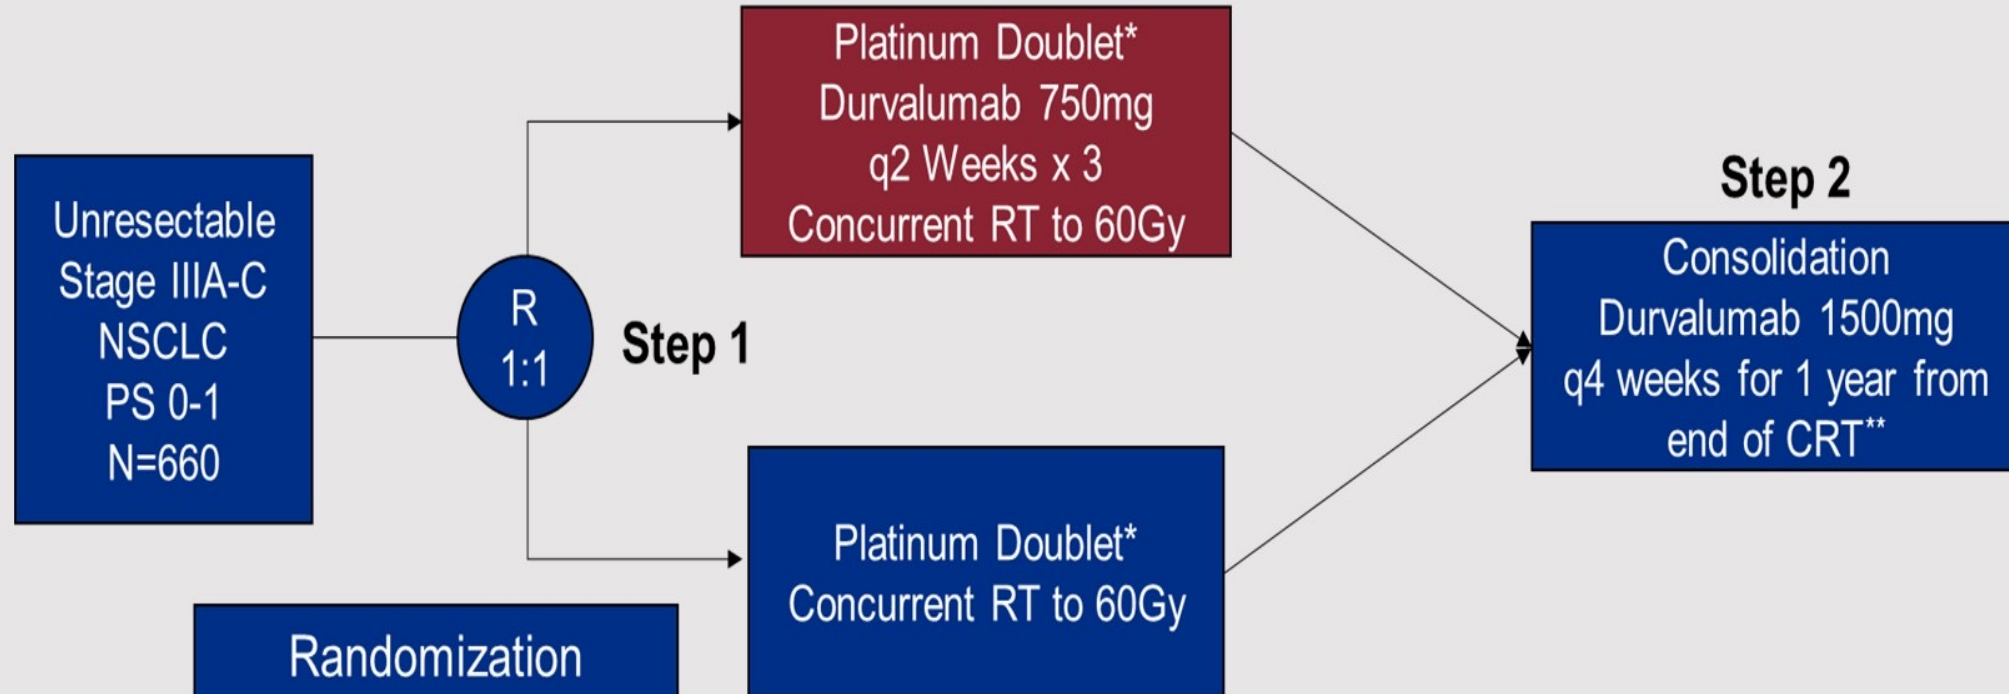 Unresectable
Stage IIIA-C
NSCLC
PS 0-1
N=660
R
1:1
Step 1
Platinum Doublet*
Durvalumab 750mg
q2 Weeks x 3
Concurrent RT to 60Gy
Platinum Doublet*
Concurrent RT to 60Gy
Randomization
Step 2
Consolidation
Durvalumab 1500mg
q4 weeks for 1 year from
end of CRT**